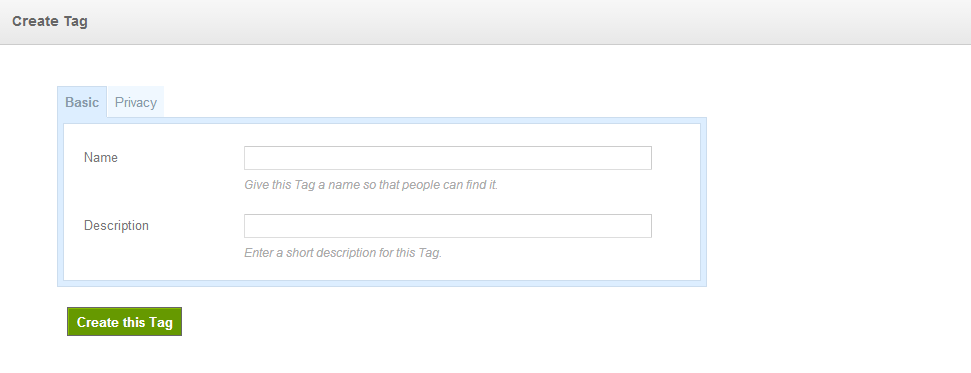 Create Tag
Basic Privacy
Name
Give this Tag a name so that people can find it.
Description
Enter a short description for this Tag.
Create this Tag